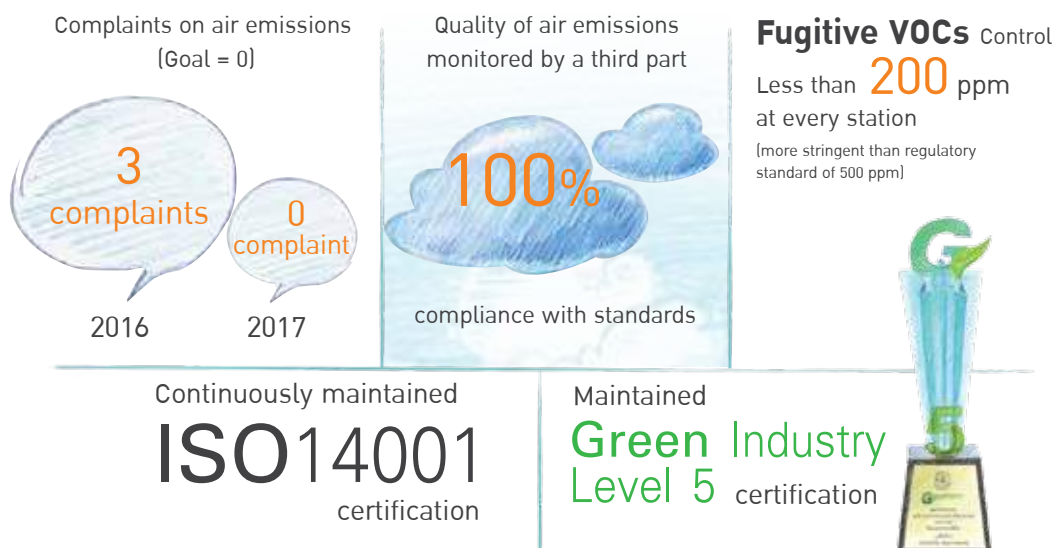 Complaints on air emissions
(Goal = 0)
3
complaints
0
complaint
2016
2017
Quality of air emissions
monitored by a third part
100%
compliance with standards
Fugitive VOCs Control
Less than 200 ppm
at every station
(more stringent than regulatory
standard of 500 ppm)
G
5
Continuously maintained
ISO14001
certification
Maintained
Green Industry
Level 5 certification